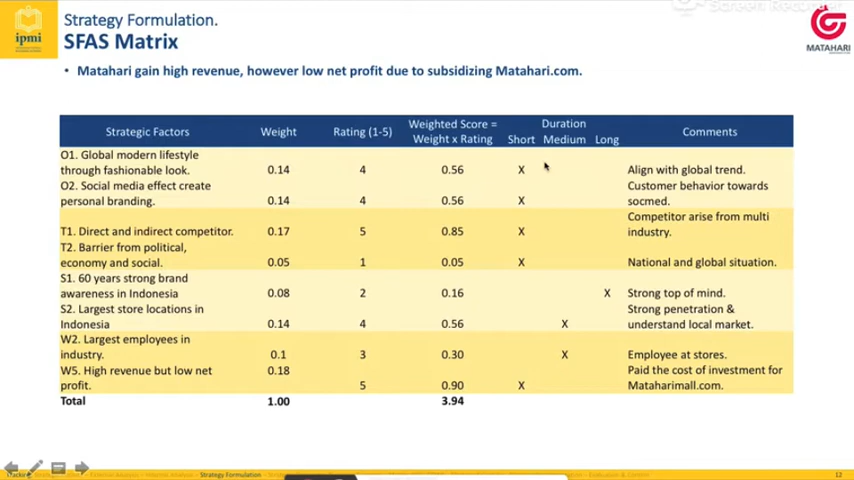 Screen Recorder
ipmi
Strategy Formulation.
SFAS Matrix
MATAHARI
• Matahari gain high revenue, however low net profit due to subsidizing Matahari.com.
Strategic Factors Weight Rating (1-5) Weighted Score = Weight x Rating Duration Short Medium Long Comments
O1. Global modern lifestyle
through fashionable look. 0.14 4 0.56 X Align with global trend.
O2. Social media effect create Customer behavior towards
personal branding. 0.14 4 0.56 X socmed.
Competitor arise from multi
T1. Direct and indirect competitor. 0.17 5 0.85 X industry.
T2. Barrier from political,
economy and social. 0.05 1 0.05 X National and global situation.
S1. 60 years strong brand
awareness in Indonesia 0.08 2 0.16 X Strong top of mind.
S2. Largest store locations in Strong penetration &
Indonesia 0.14 4 0.56 X understand local market.
W2. Largest employees in
industry. 0.1 3 0.30 X Employee at stores.
W5. High revenue but low net 0.18 Paid the cost of investment for
profit. 5 0.90 X Mataharimall.com.
Total 1.00 3.94
Strategy Formulation
12